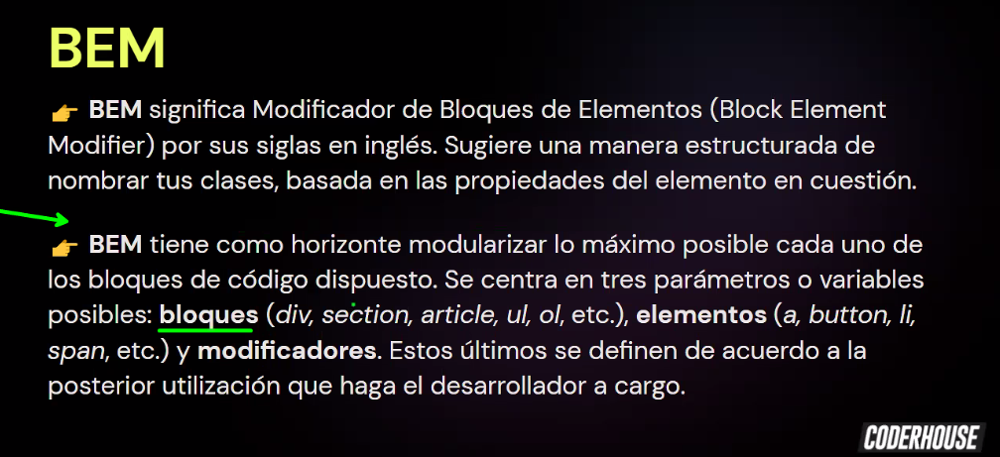 BEM
👉 BEM significa Modificador de Bloques de Elementos (Block Element
Modifier) por sus siglas en inglés. Sugiere una manera estructurada de
nombrar tus clases, basada en las propiedades del elemento en cuestión.
👉 BEM tiene como horizonte modularizar lo máximo posible cada uno de
los bloques de código dispuesto. Se centra en tres parámetros o variables
posibles: bloques (div, section, article, ul, ol, etc.), elementos (a, button, li,
span, etc.) y modificadores. Estos últimos se definen de acuerdo a la
posterior utilización que haga el desarrollador a cargo.
CODERHOUSE